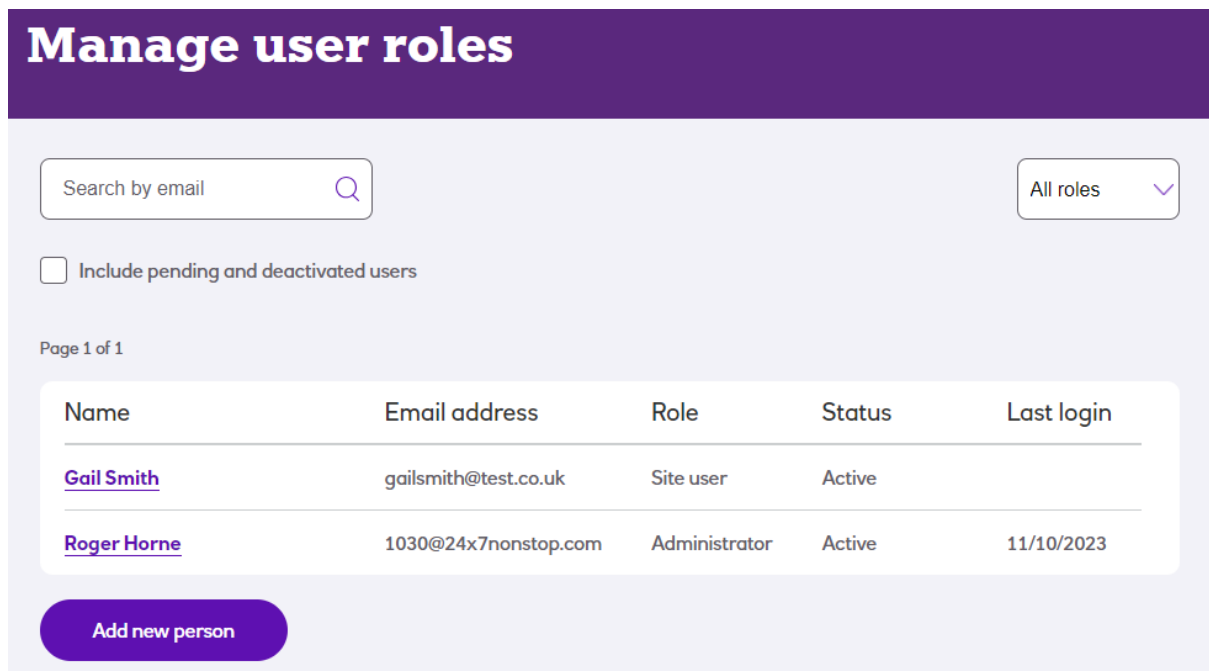 Manage user roles
Search by email
All roles
Include pending and deactivated users
Page 1 of 1
Name Email address Role Status Last login
Gail Smith gailsmith@test.co.uk Site user Active
Roger Horne 1030@24x7nonstop.com Administrator Active 11/10/2023
Add new person